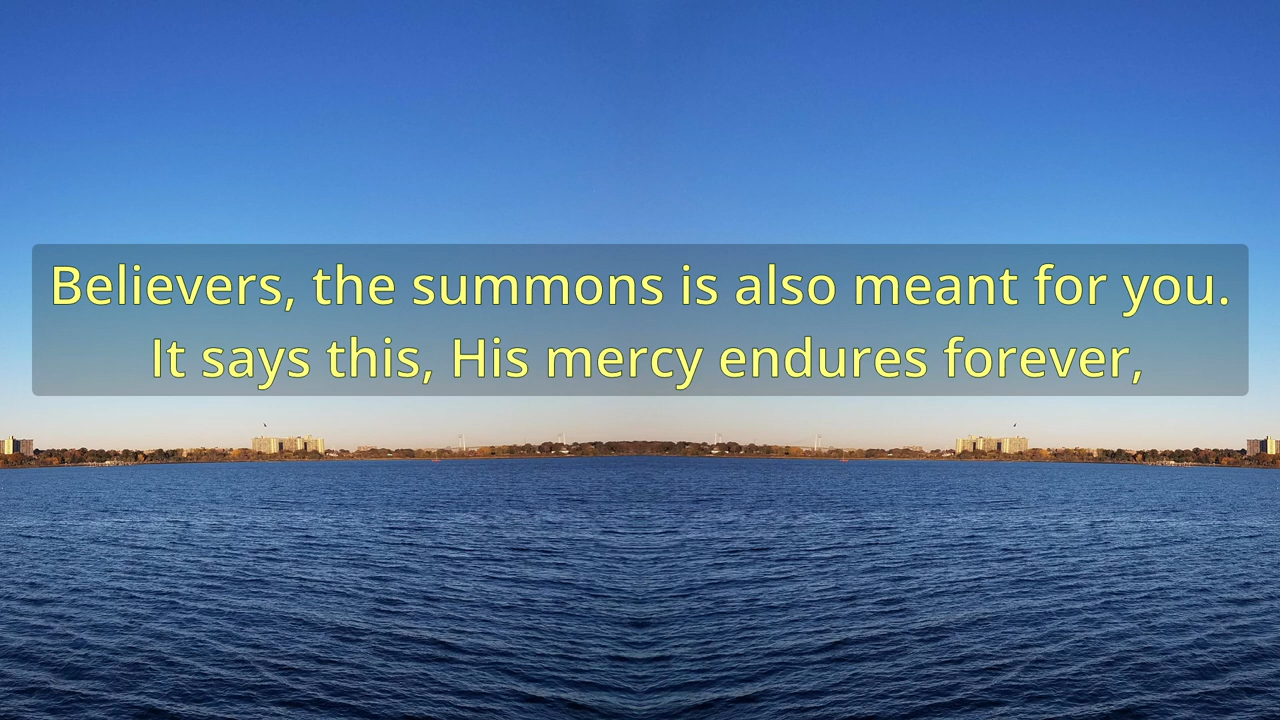 Believers, the summons is also meant for you.
It says this, His mercy endures forever,